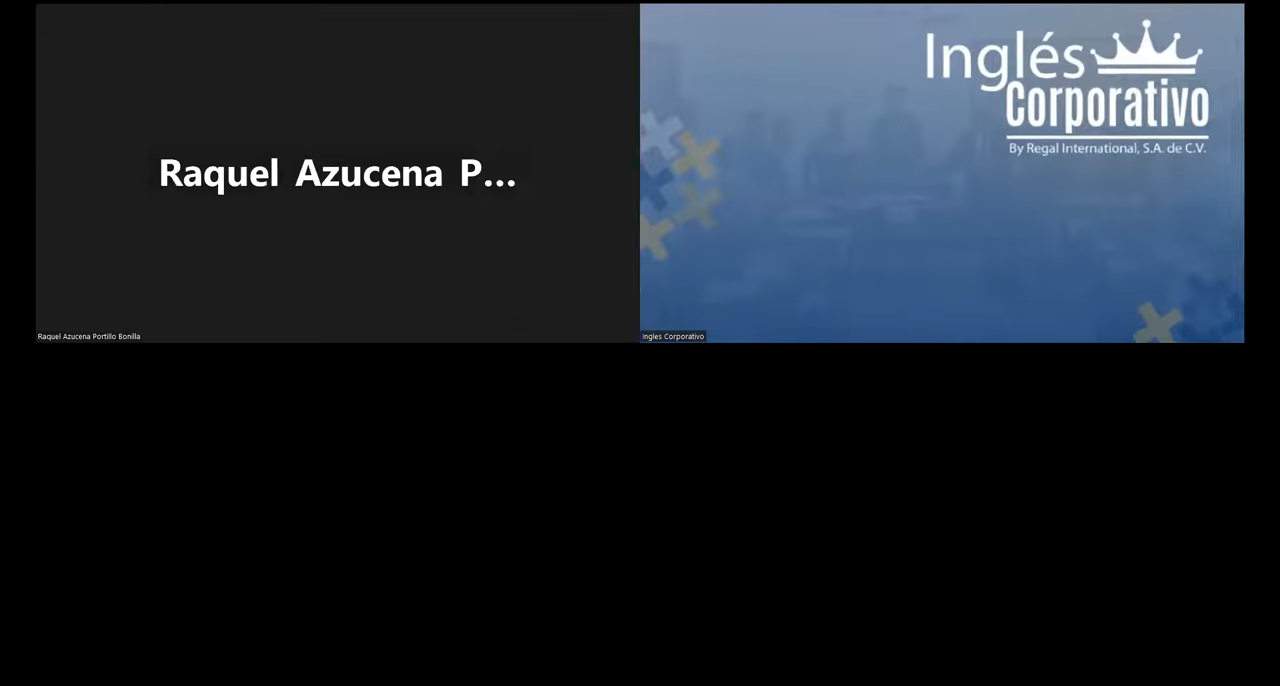 Raquel Azucena P...
Raquel Azucena Portillo Bonilla
Inglés
Corporativo
By Regal International, S.A. de C.V.
Ingles Corporativo